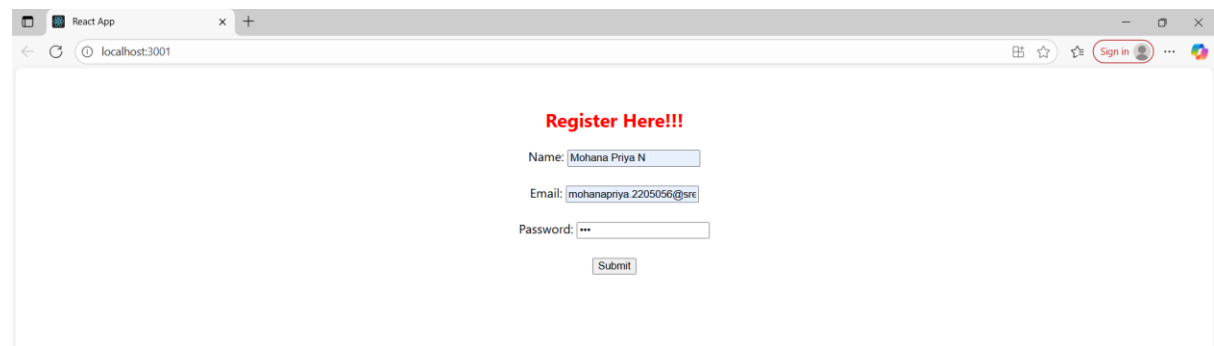 React App
localhost:3001
Sign in
Register Here!!!
Name: Mohana Priya N
Email: mohanapriya.2205056@sre
Password: •••
Submit